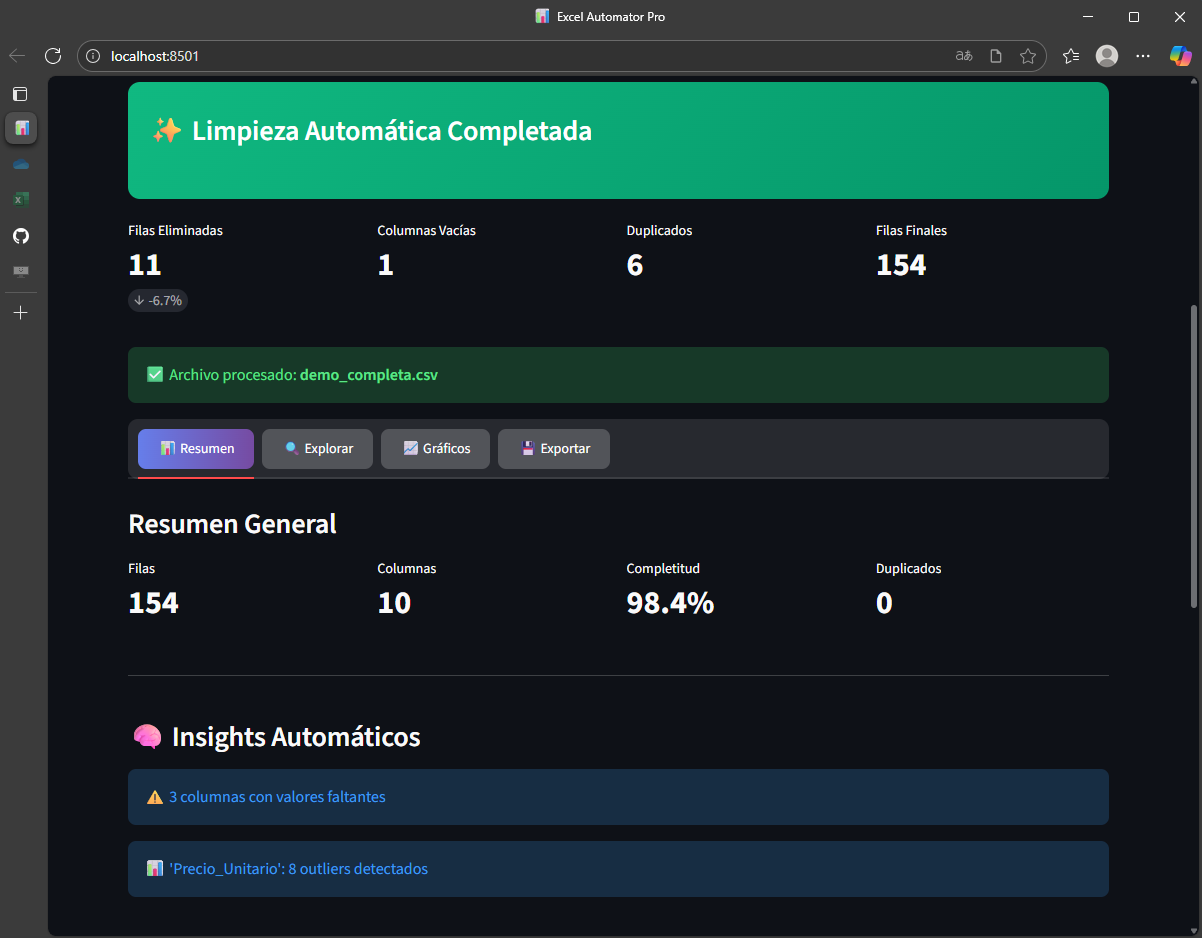 Excel Automator Pro
localhost:8501
Limpieza Automática Completada
Filas Eliminadas
11
↓ -6.7%
Columnas Vacías
1
Duplicados
6
Filas Finales
154
Archivo procesado: demo_completa.csv
Resumen
Explorar
Gráficos
Exportar
Resumen General
Filas
154
Columnas
10
Completitud
98.4%
Duplicados
0
Insights Automáticos
3 columnas con valores faltantes
'Precio_Unitario': 8 outliers detectados